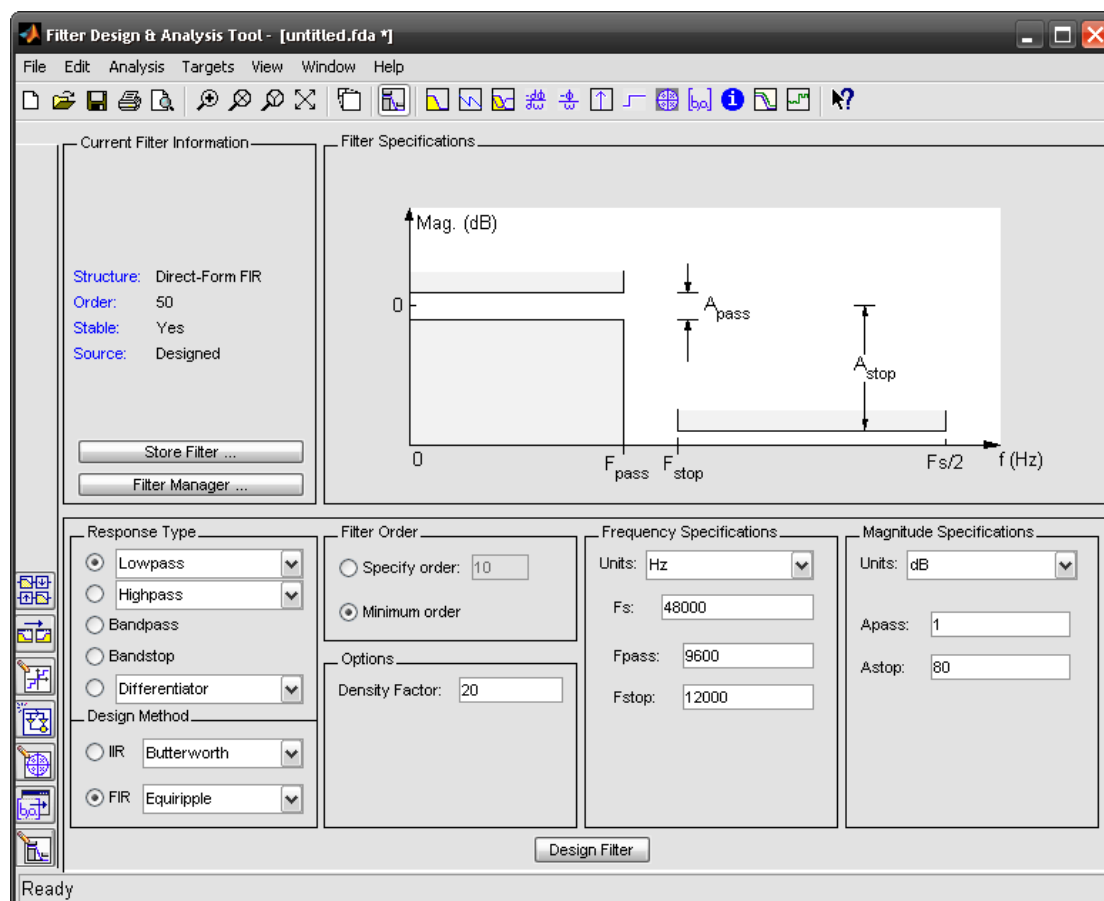 Filter Design & Analysis Tool - [untitled.fda *]
File Edit Analysis Targets View Window Help
Current Filter Information
Structure: Direct-Form FIR
Order: 50
Stable: Yes
Source: Designed
Store Filter ...
Filter Manager ...
Filter Specifications
Mag. (dB)
0
Apass
Astop
0
Fpass
Fstop
Fs/2
f (Hz)
Response Type
Lowpass
Highpass
Bandpass
Bandstop
Differentiator
Design Method
IIR Butterworth
FIR Equiripple
Filter Order
Specify order: 10
Minimum order
Options
Density Factor: 20
Frequency Specifications
Units: Hz
Fs: 48000
Fpass: 9600
Fstop: 12000
Magnitude Specifications
Units: dB
Apass: 1
Astop: 80
Design Filter
Ready